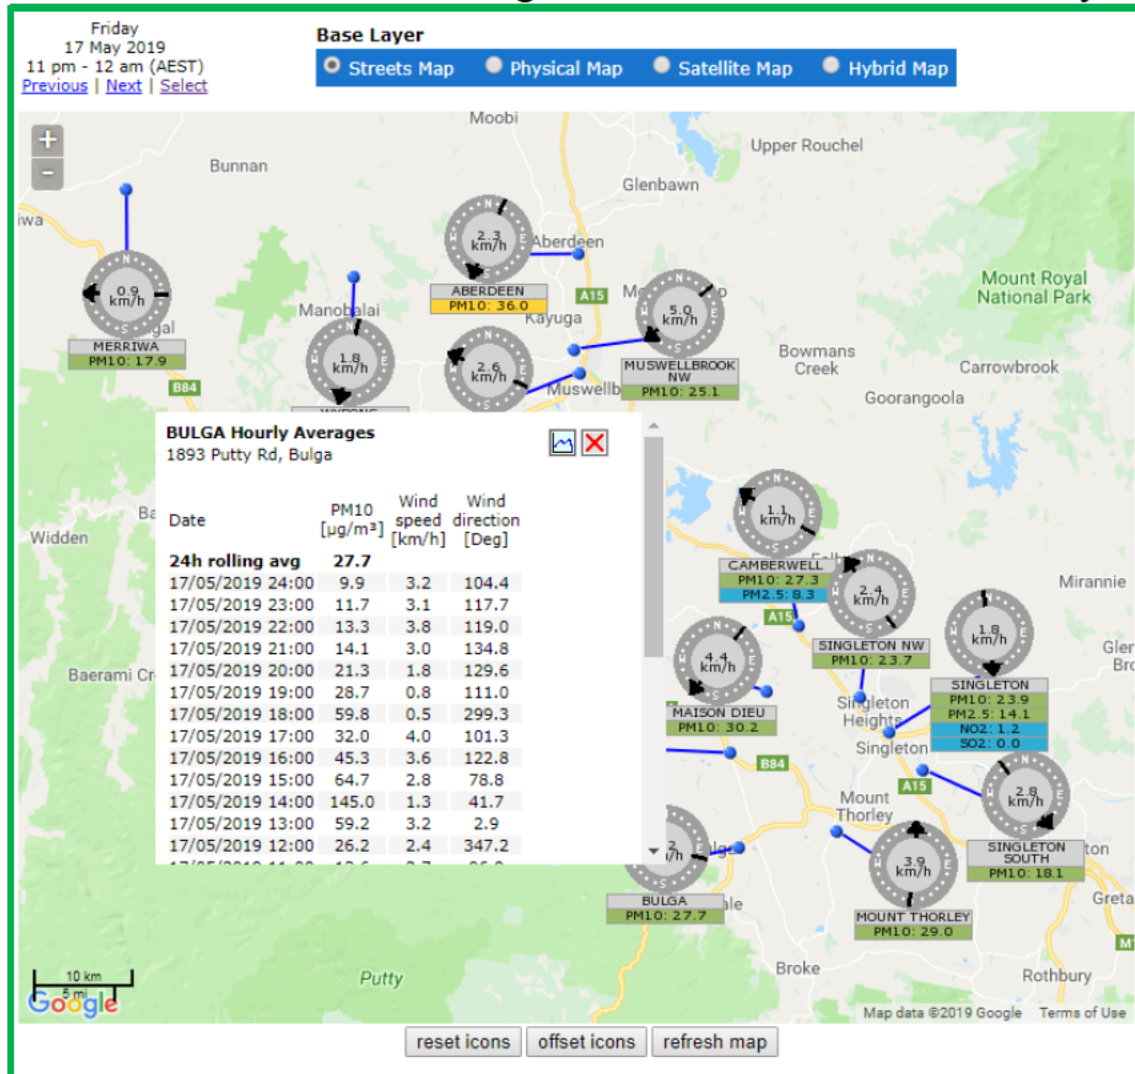 Friday
17 May 2019
11 pm - 12 am (AEST)
Previous | Next | Select
Base Layer
Streets Map Physical Map Satellite Map Hybrid Map
+
-
Moobi
Upper Rouchel
Bunnan
Glenbawn
iwa
N
2.3
km/h
Aberdeen
ABERDEEN
PM10: 36.0
A15
0.9
km/h
MERRIWA
PM10: 17.9
Manobalai
Kayuga
5.0
km/h
MUSWELLBROOK
NW
PM10: 25.1
Mount Royal
National Park
1.8
km/h
2.6
km/h
B84
Bowmans
Creek
Carrowbrook
Goorangoola
BULGA Hourly Averages
1893 Putty Rd, Bulga
Date PM10 [µg/m³] Wind speed [km/h] Wind direction [Deg]
24h rolling avg 27.7
17/05/2019 24:00 9.9 3.2 104.4
17/05/2019 23:00 11.7 3.1 117.7
17/05/2019 22:00 13.3 3.8 119.0
17/05/2019 21:00 14.1 3.0 134.8
17/05/2019 20:00 21.3 1.8 129.6
17/05/2019 19:00 28.7 0.8 111.0
17/05/2019 18:00 59.8 0.5 299.3
17/05/2019 17:00 32.0 4.0 101.3
17/05/2019 16:00 45.3 3.6 122.8
17/05/2019 15:00 64.7 2.8 78.8
17/05/2019 14:00 145.0 1.3 41.7
17/05/2019 13:00 59.2 3.2 2.9
17/05/2019 12:00 26.2 2.4 347.2
Widden
Baerami Cr
1.1
km/h
CAMBERWELL
PM10: 27.3
PM2.5: 8.3
A15
2.4
km/h
SINGLETON NW
PM10: 23.7
Mirannie
1.8
km/h
SINGLETON
PM10: 23.9
PM2.5: 14.1
NO2: 1.2
SO2: 0.0
4.4
km/h
MAISON DIEU
PM10: 30.2
Singleton
Heights
Singleton
B84
A15
Mount
Thorley
2.8
km/h
SINGLETON
SOUTH
PM10: 18.1
BULGA
PM10: 27.7
3.9
km/h
MOUNT THORLEY
PM10: 29.0
Greta
Broke
Rothbury
Putty
10 km
5 mi
Google
Map data ©2019 Google Terms of Use
reset icons offset icons refresh map